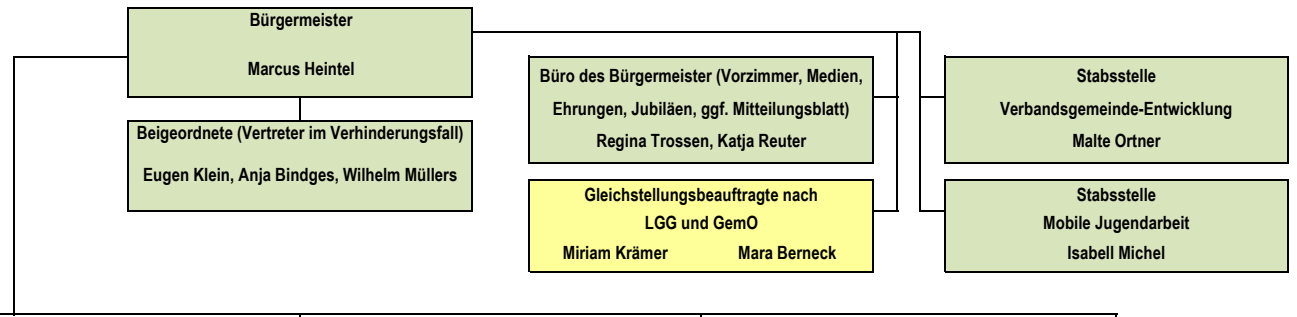 Bürgermeister
Marcus Heintel
Beigeordnete (Vertreter im Verhinderungsfall)
Eugen Klein, Anja Bindges, Wilhelm Müllers
Büro des Bürgermeister (Vorzimmer, Medien,
Ehrungen, Jubiläen, ggf. Mitteilungsblatt)
Regina Trossen, Katja Reuter
Stabsstelle
Verbandsgemeinde-Entwicklung
Malte Ortner
Gleichstellungsbeauftragte nach
LGG und GemO
Miriam Krämer Mara Berneck
Stabsstelle
Mobile Jugendarbeit
Isabell Michel